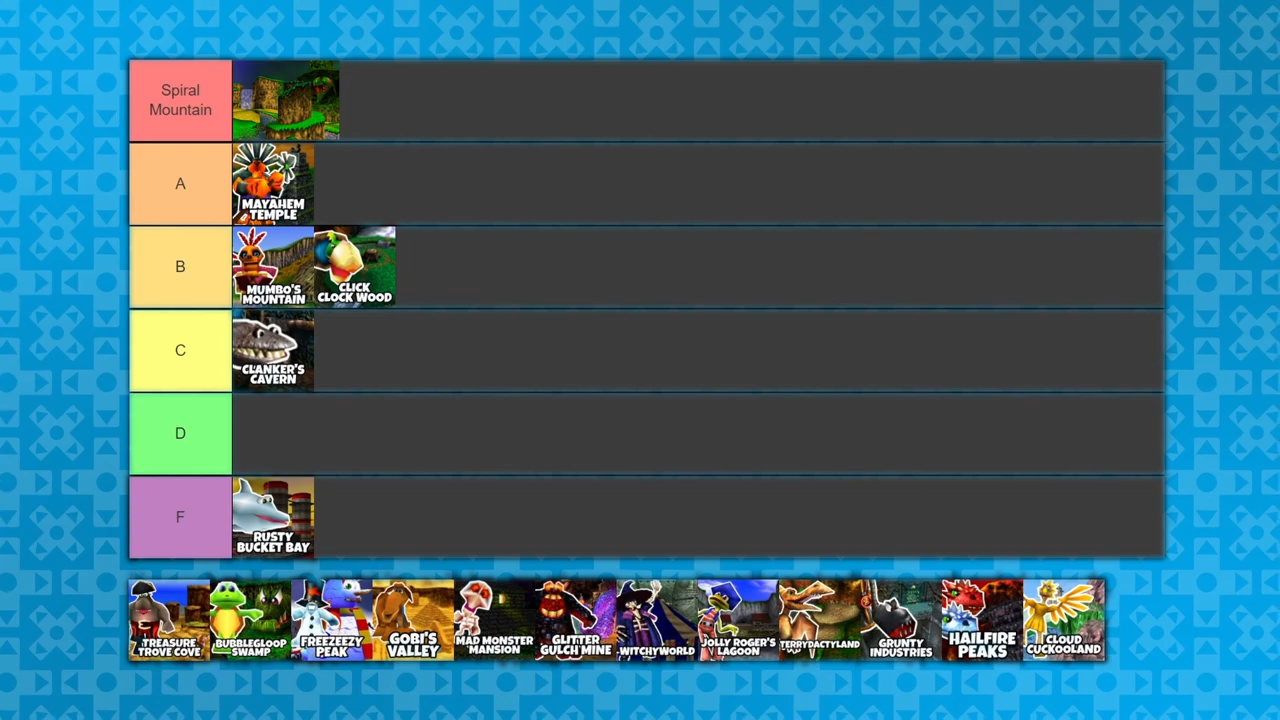 Spiral
Mountain
A
MAYAHEM
TEMPLE
B
MUMBO'S
MOUNTAIN
CLICK
CLOCK WOOD
C
CLANKER'S
CAVERN
D
F
RUSTY
BUCKET BAY
TREASURE
TROVE COVE
BUBBLEGLOOP
SWAMP
FREEZEEZY
PEAK
GOBI'S
VALLEY
MAD MONSTER
MANSION
GLITTER
GULCH MINE
WITCHYWORLD
JOLLY ROGER'S
LAGOON
TERRYDACTYLAND
GRUNTY
INDUSTRIES
HAILFIRE
PEAKS
CLOUD
CUCKOOLAND